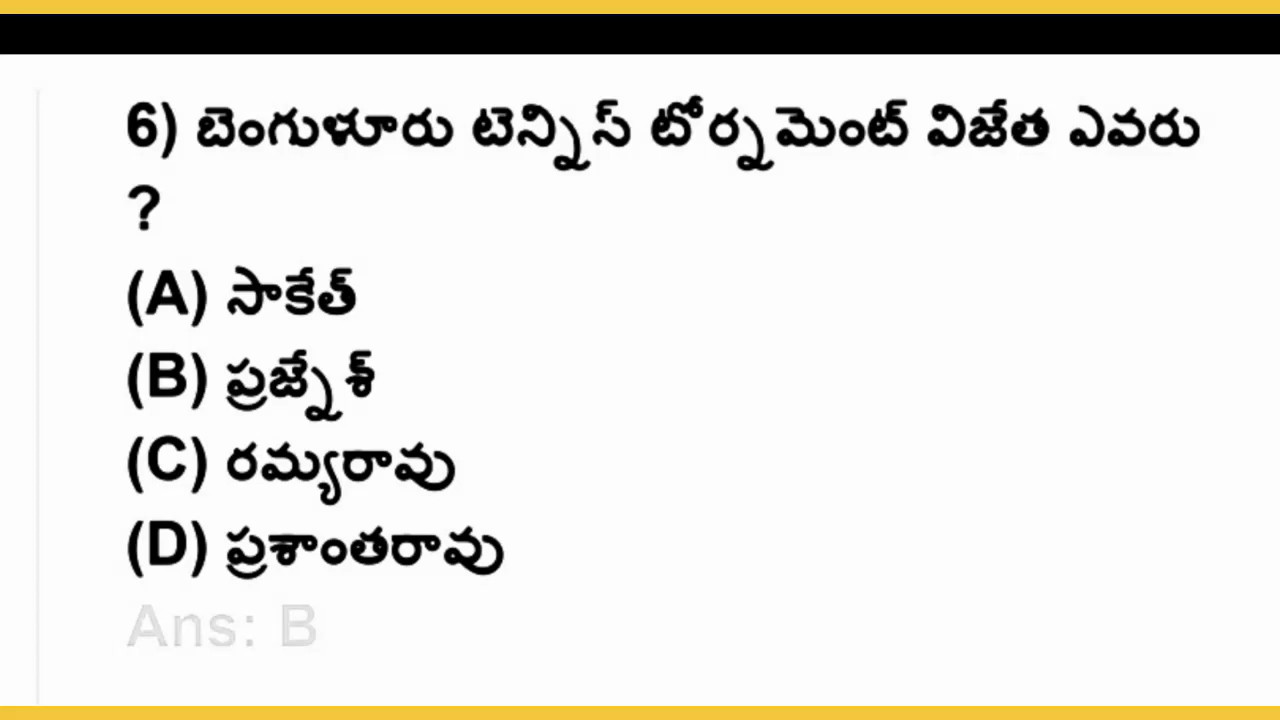 6) బెంగుళూరు టెన్నిస్ టోర్నమెంట్ విజేత ఎవరు
?
(A) సాకేత్
(B) ప్రజ్నేశ్
(C) రమ్యరావు
(D) ప్రశాంతరావు
Ans: B